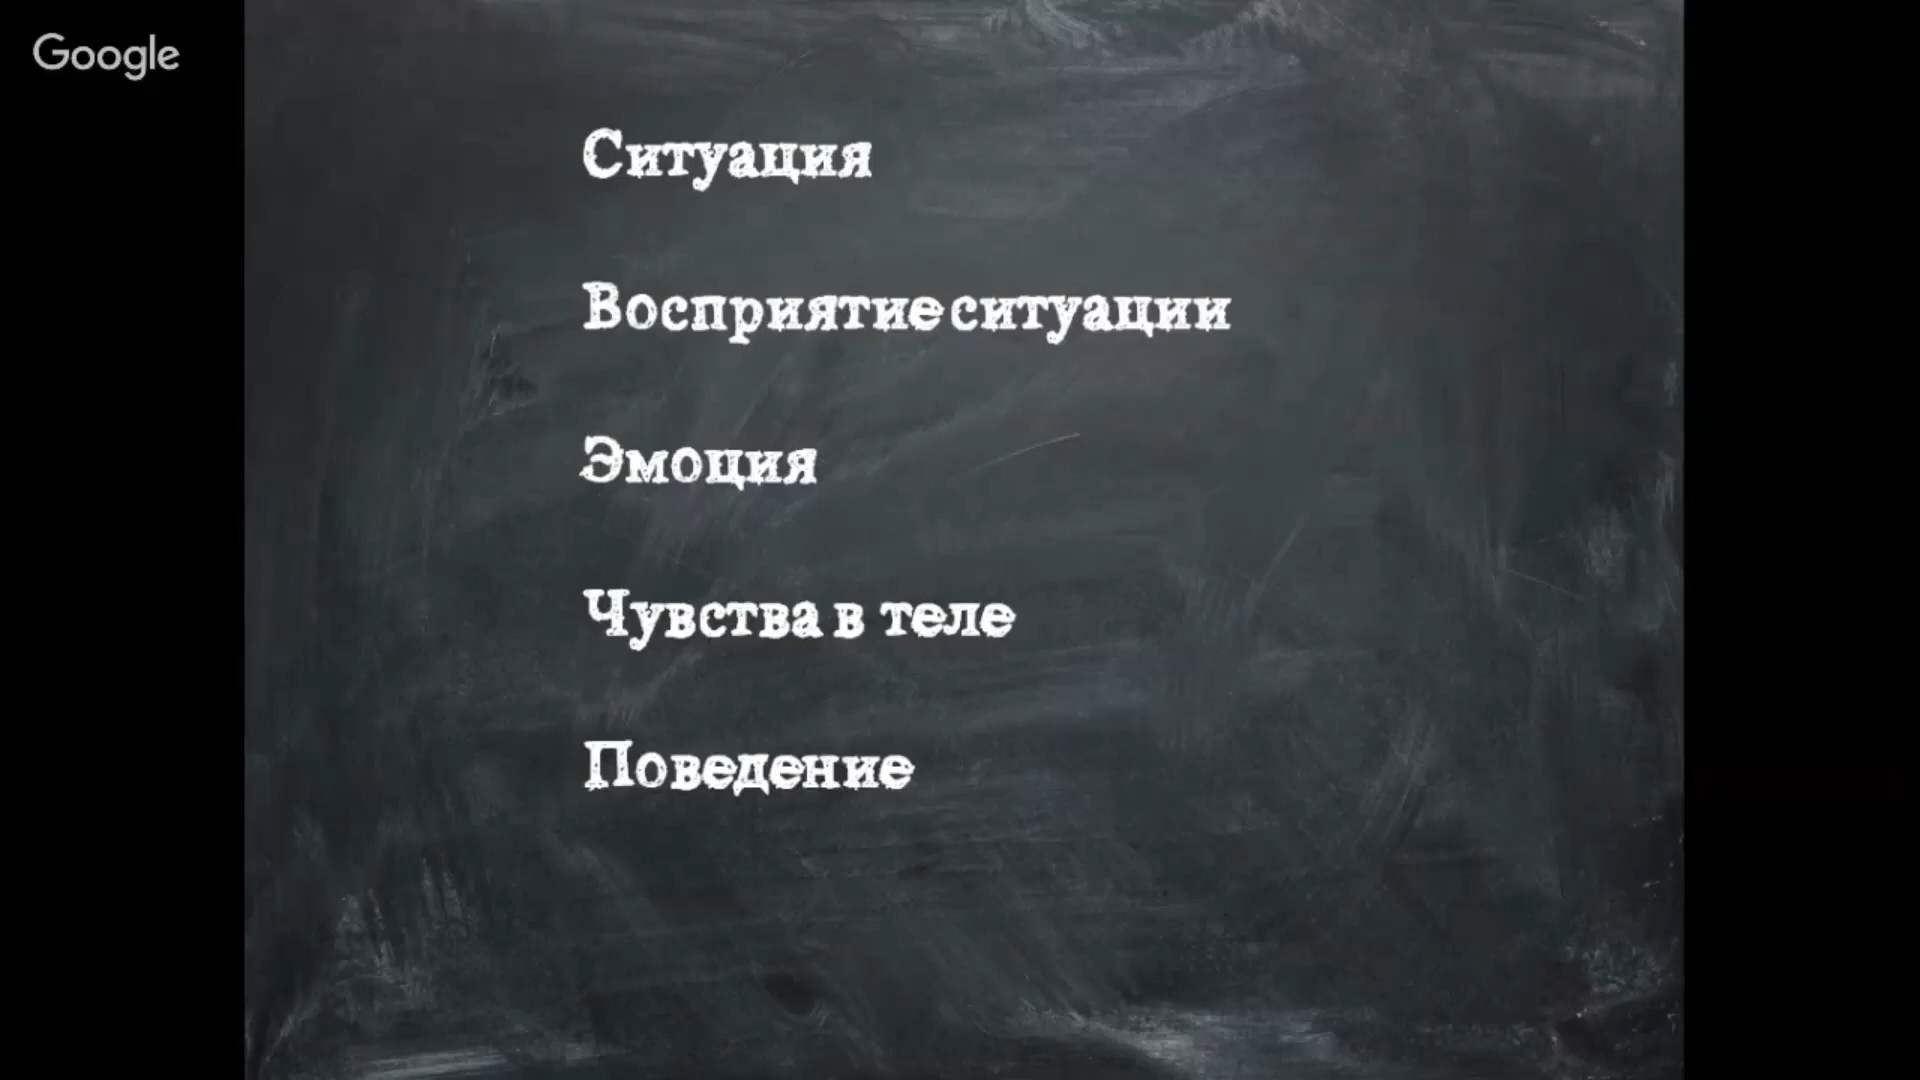 Google
Ситуация
Восприятие ситуации
Эмоция
Чувства в теле
Поведение